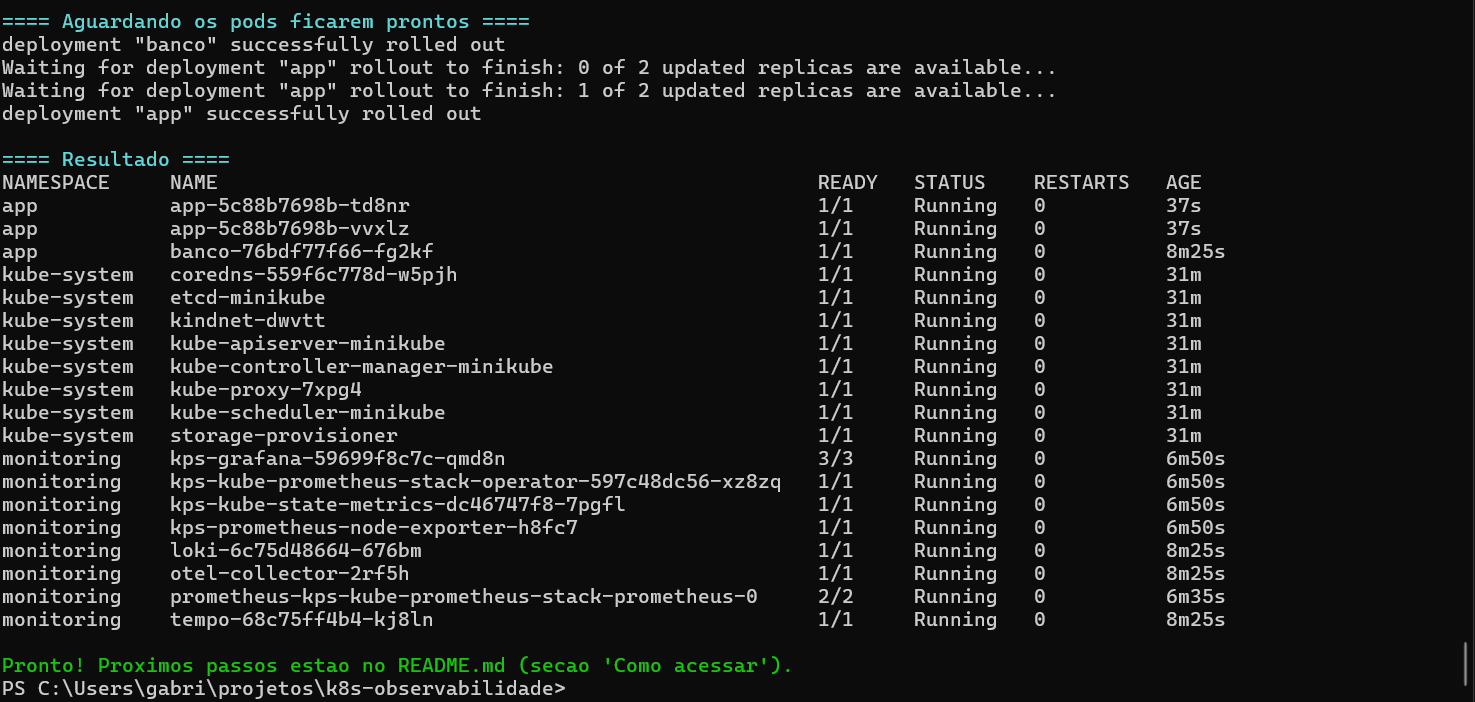 ==== Aguardando os pods ficarem prontos ====
deployment "banco" successfully rolled out
Waiting for deployment "app" rollout to finish: 0 of 2 updated replicas are available...
Waiting for deployment "app" rollout to finish: 1 of 2 updated replicas are available...
deployment "app" successfully rolled out
==== Resultado ====
NAMESPACE NAME READY STATUS RESTARTS AGE
app app-5c88b7698b-td8nr 1/1 Running 0 37s
app app-5c88b7698b-vvxlz 1/1 Running 0 37s
app banco-76bdf77f66-fg2kf 1/1 Running 0 8m25s
kube-system coredns-559f6c778d-w5pjh 1/1 Running 0 31m
kube-system etcd-minikube 1/1 Running 0 31m
kube-system kindnet-dwvtt 1/1 Running 0 31m
kube-system kube-apiserver-minikube 1/1 Running 0 31m
kube-system kube-controller-manager-minikube 1/1 Running 0 31m
kube-system kube-proxy-7xpg4 1/1 Running 0 31m
kube-system kube-scheduler-minikube 1/1 Running 0 31m
kube-system storage-provisioner 1/1 Running 0 31m
monitoring kps-grafana-59699f8c7c-qmd8n 3/3 Running 0 6m50s
monitoring kps-kube-prometheus-stack-operator-597c48dc56-xz8zq 1/1 Running 0 6m50s
monitoring kps-kube-state-metrics-dc46747f8-7pgfl 1/1 Running 0 6m50s
monitoring kps-prometheus-node-exporter-h8fc7 1/1 Running 0 6m50s
monitoring loki-6c75d48664-676bm 1/1 Running 0 8m25s
monitoring otel-collector-2rf5h 1/1 Running 0 8m25s
monitoring prometheus-kps-kube-prometheus-stack-prometheus-0 2/2 Running 0 6m35s
monitoring tempo-68c75ff4b4-kj8ln 1/1 Running 0 8m25s
Pronto! Proximos passos estao no README.md (secao 'Como acessar').
PS C:\Users\gabri\projetos\k8s-observabilidade>